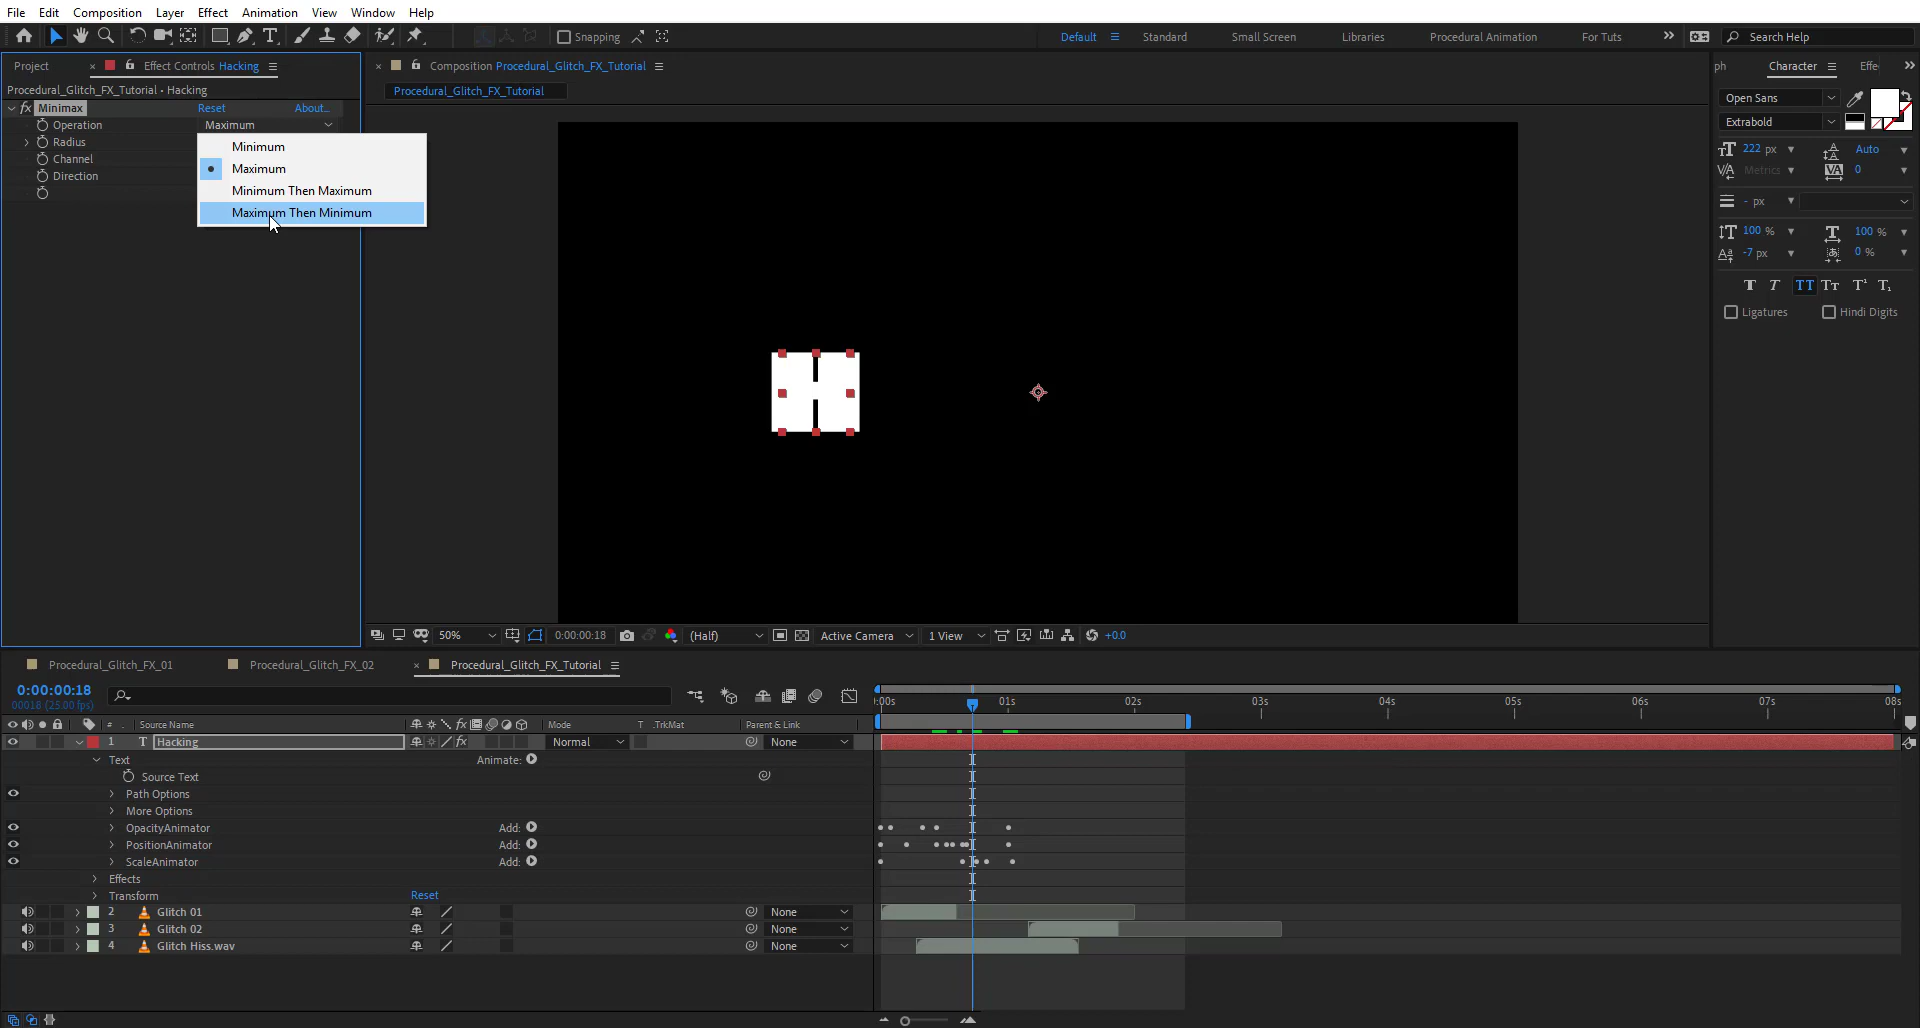 File Edit Composition Layer Effect Animation View Window Help
Snapping Default Standard Small Screen Libraries Procedural Animation For Tuts Search Help
Project Effect Controls Hacking
Procedural_Glitch_FX_Tutorial • Hacking
fx Minimax Reset About...
Operation Maximum
Radius
Channel
Direction
Minimum
Maximum
Minimum Then Maximum
Maximum Then Minimum
Composition Procedural_Glitch_FX_Tutorial
Procedural_Glitch_FX_Tutorial
50% 0:00:00:18 (Half) Active Camera 1 View +0.0
ph Character Effe
Open Sans
Extrabold
222 px Auto
Metrics 0
- px
100 % 100 %
-7 px 0 %
T T TT Tт T¹ T₁
Ligatures Hindi Digits
Procedural_Glitch_FX_01 Procedural_Glitch_FX_02 Procedural_Glitch_FX_Tutorial
0:00:00:18
00018 (25.00 fps)
:00s 01s 02s 03s 04s 05s 06s 07s 08s
# Source Name fx Mode T .TrkMat Parent & Link
1 T Hacking fx Normal None
Text Animate:
Source Text
Path Options
More Options
OpacityAnimator Add:
PositionAnimator Add:
ScaleAnimator Add:
Effects
Transform Reset
2 Glitch 01 None
3 Glitch 02 None
4 Glitch Hiss.wav None